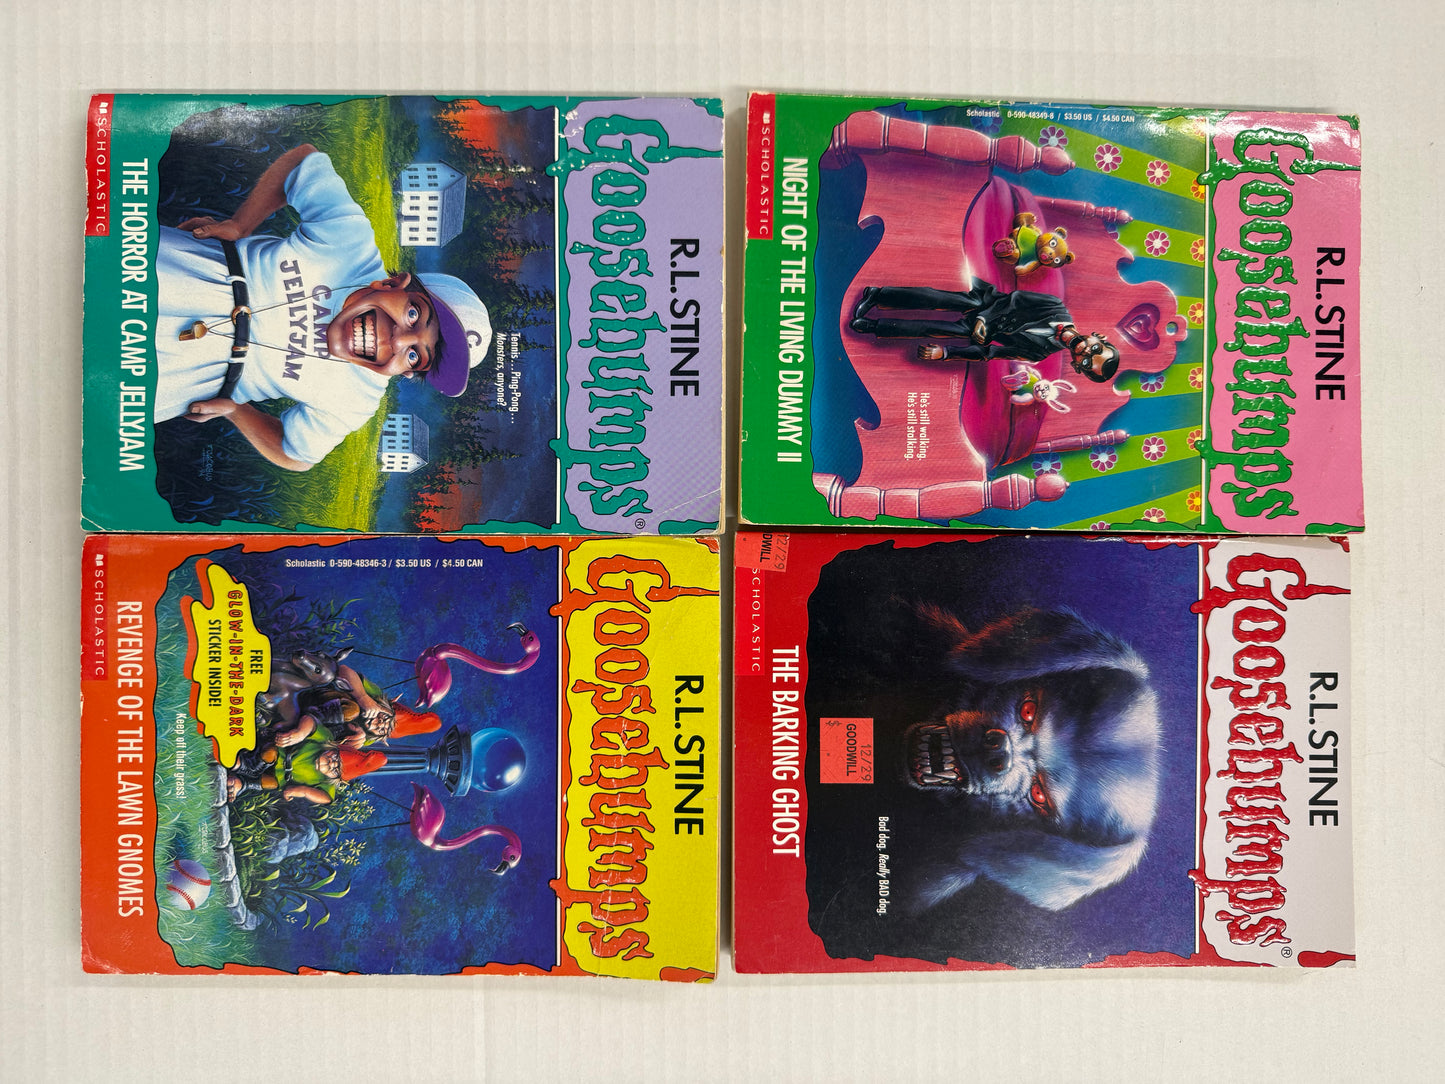 R.L. STINE
Goosebumps®
Tennis...Ping-Pong...
Monsters, anyone?
CAMP
JELLYJAM
C
THE HORROR AT CAMP JELLYJAM
SCHOLASTIC
R.L. STINE
Goosebumps
Scholastic 0-590-48349-8 / $3.50 US / $4.50 CAN
He's still walking.
He's still stalking.
NIGHT OF THE LIVING DUMMY II
SCHOLASTIC
R.L. STINE
Goosebumps
Scholastic 0-590-48346-3 / $3.50 US / $4.50 CAN
FREE
GLOW-IN-THE-DARK
STICKER INSIDE!
Keep off their grass!
REVENGE OF THE LAWN GNOMES
SCHOLASTIC
R.L. STINE
Goosebumps®
12/29
GOODWILL
$
Bad dog. Really BAD dog.
THE BARKING GHOST
12/29
ODWILL
SCHOLASTIC